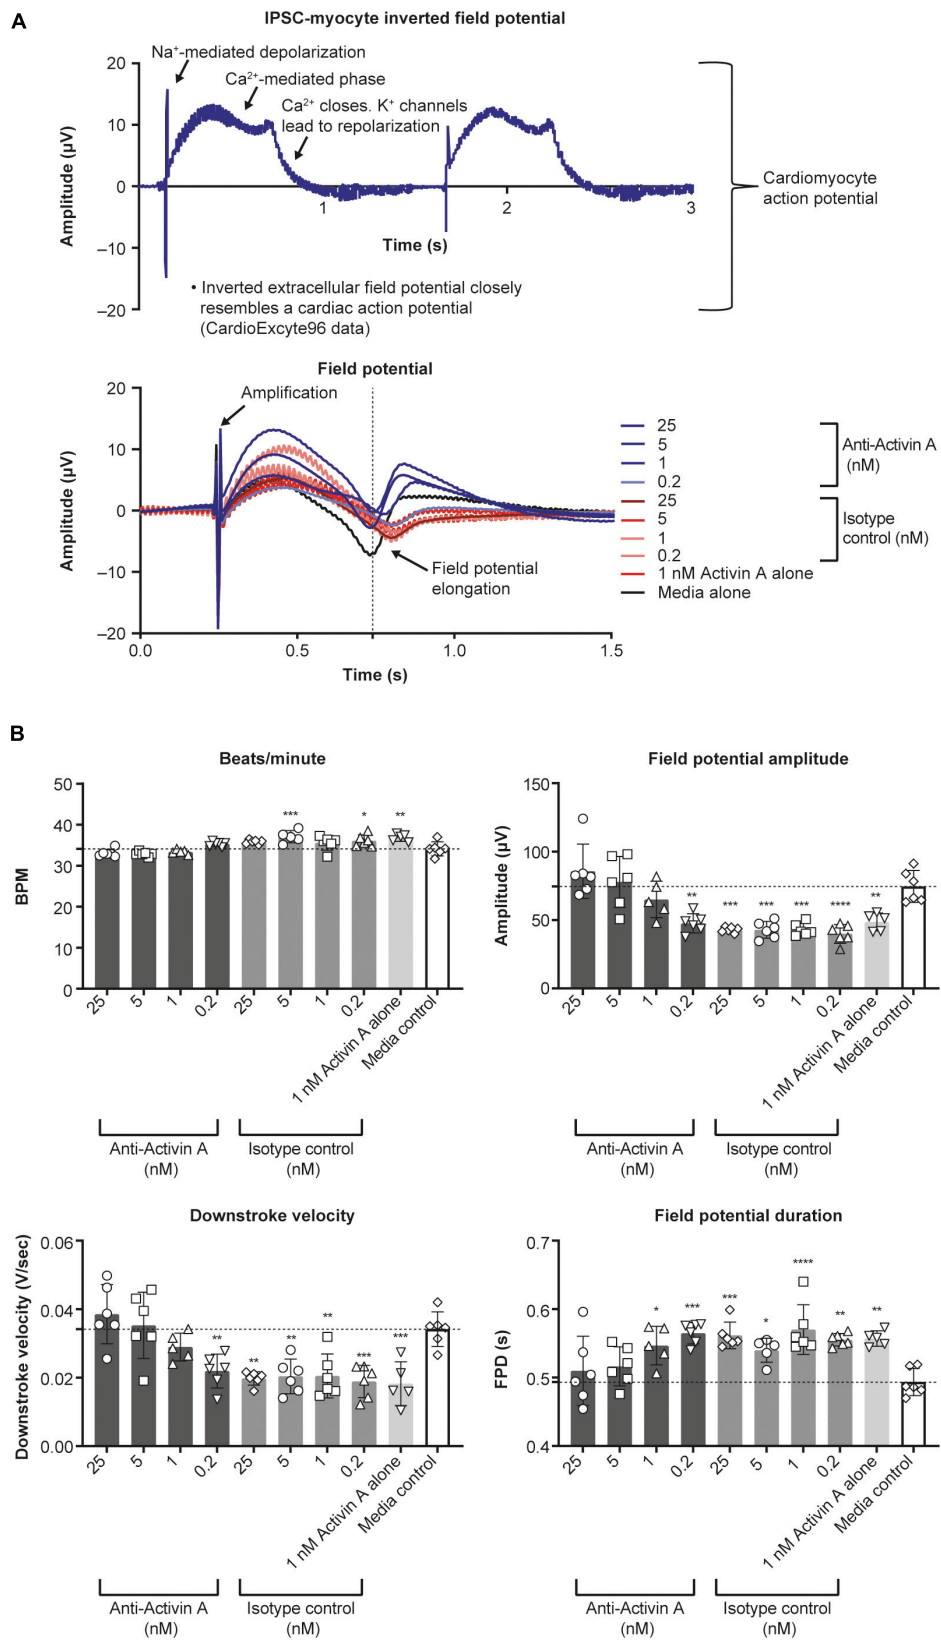 A
IPSC-myocyte inverted field potential
Na⁺-mediated depolarization
Ca²⁺-mediated phase
Ca²⁺ closes. K⁺ channels
lead to repolarization
Amplitude (µV)
20
10
0
–10
–20
1
2
3
Time (s)
Cardiomyocyte
action potential
• Inverted extracellular field potential closely
resembles a cardiac action potential
(CardioExcyte96 data)
Field potential
Amplification
Amplitude (µV)
20
10
0
–10
–20
0.0
0.5
1.0
1.5
Time (s)
Field potential
elongation
25
5
1
0.2
Anti-Activin A
(nM)
25
5
1
0.2
Isotype
control (nM)
1 nM Activin A alone
Media alone
B
Beats/minute
BPM
50
40
30
20
10
0
***
*
**
25
5
1
0.2
25
5
1
0.2
1 nM Activin A alone
Media control
Anti-Activin A
(nM)
Isotype control
(nM)
Field potential amplitude
Amplitude (µV)
150
100
50
0
**
***
***
***
****
**
25
5
1
0.2
25
5
1
0.2
1 nM Activin A alone
Media control
Anti-Activin A
(nM)
Isotype control
(nM)
Downstroke velocity
Downstroke velocity (V/sec)
0.06
0.04
0.02
0.00
**
**
**
**
***
***
25
5
1
0.2
25
5
1
0.2
1 nM Activin A alone
Media control
Anti-Activin A
(nM)
Isotype control
(nM)
Field potential duration
FPD (s)
0.7
0.6
0.5
0.4
*
***
***
*
****
**
**
25
5
1
0.2
25
5
1
0.2
1 nM Activin A alone
Media control
Anti-Activin A
(nM)
Isotype control
(nM)